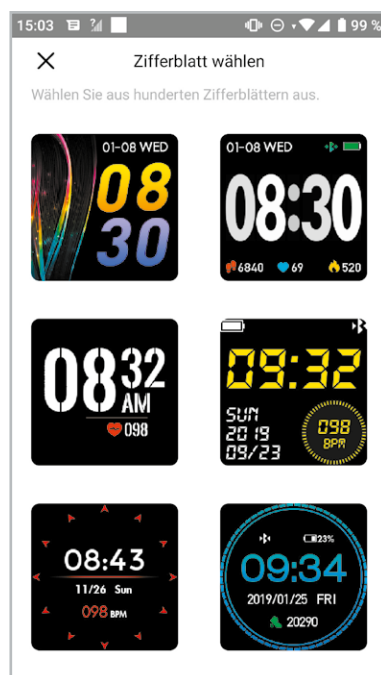 15:03 99 %
Zifferblatt wählen
Wählen Sie aus hunderten Zifferblättern aus.
01-08 WED
08
30
01-08 WED
08:30
6840 69 520
08 32
AM
098
09:32
SUN
2019
09/23
098
BPM
08:43
11/26 Sun
098 BPM
23%
09:34
2019/01/25 FRI
20290